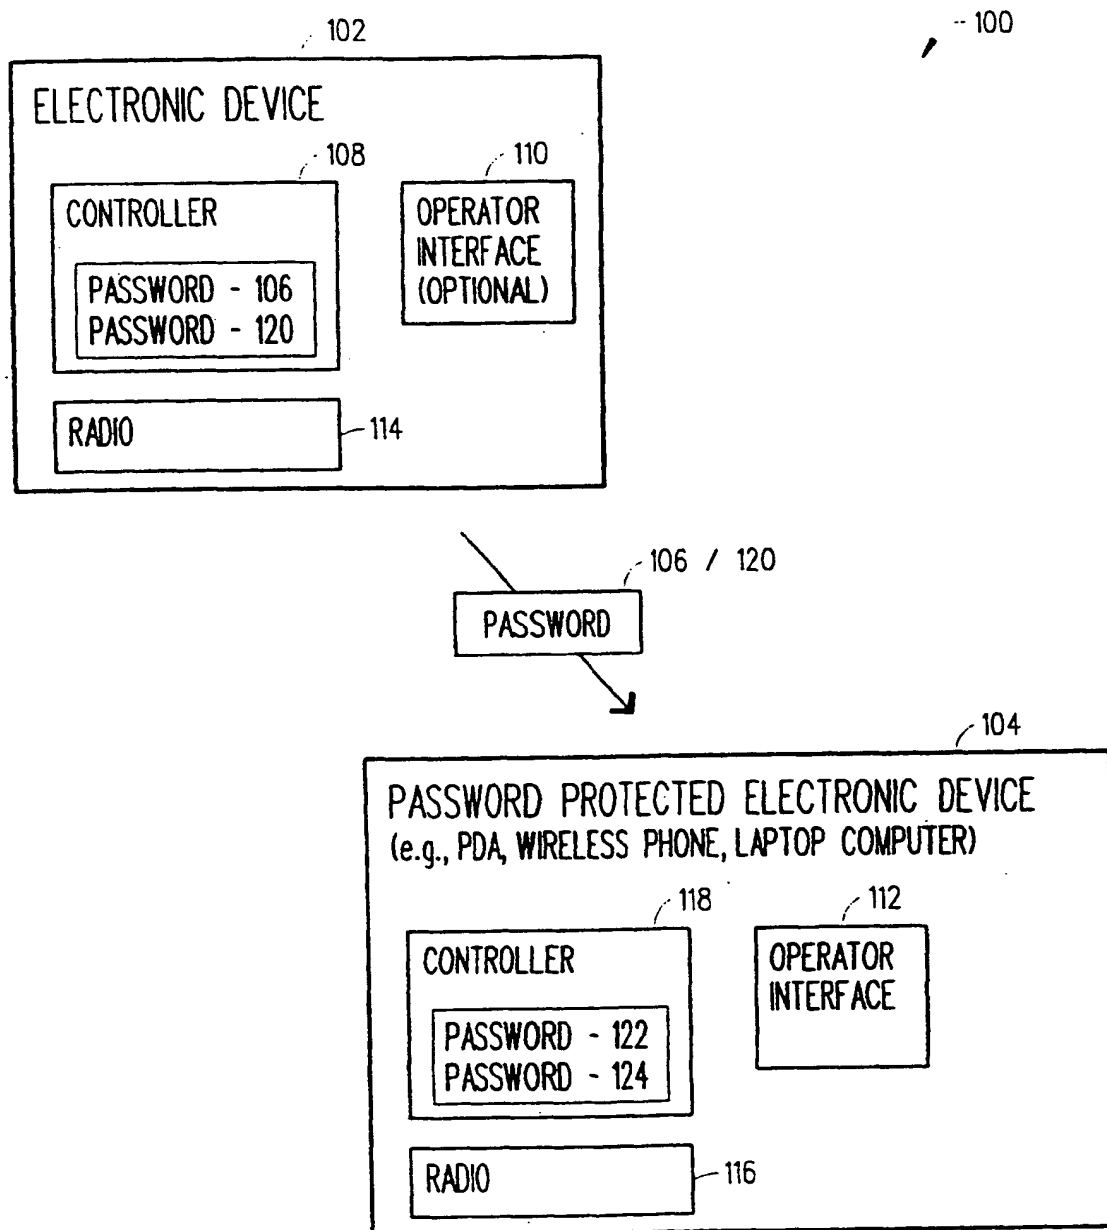 102
100
ELECTRONIC DEVICE
108
110
CONTROLLER
PASSWORD - 106
PASSWORD - 120
OPERATOR
INTERFACE
(OPTIONAL)
RADIO
114
106 / 120
PASSWORD
104
PASSWORD PROTECTED ELECTRONIC DEVICE
(e.g., PDA, WIRELESS PHONE, LAPTOP COMPUTER)
118
112
CONTROLLER
PASSWORD - 122
PASSWORD - 124
OPERATOR
INTERFACE
RADIO
116